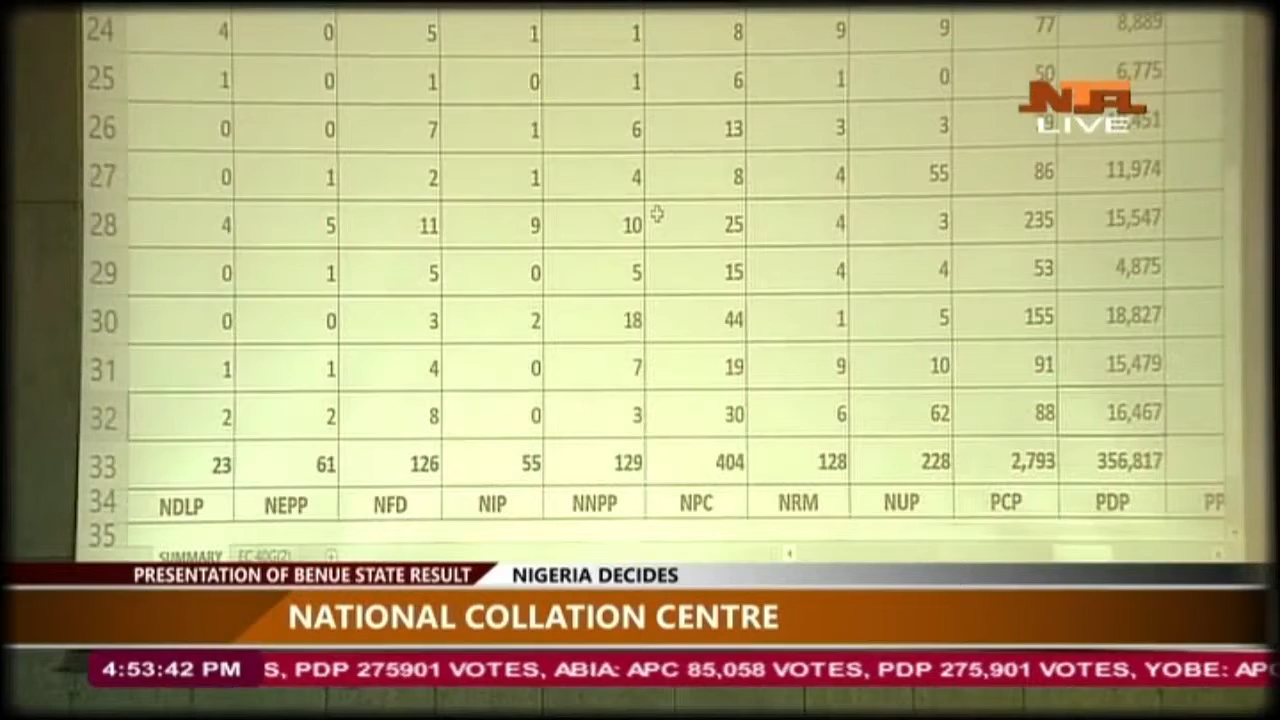 24 4 0 5 1 1 8 9 9 77 8,889
25 1 0 1 0 1 6 1 0 50 6,775
NTA
LIVE
26 0 0 7 1 6 13 3 3
27 0 1 2 1 4 8 4 55 86 11,974
28 4 5 11 9 10 25 4 3 235 15,547
29 0 1 5 0 5 15 4 4 53 4,875
30 0 0 3 2 18 44 1 5 155 18,827
31 1 1 4 0 7 19 9 10 91 15,479
32 2 2 8 0 3 30 6 62 88 16,467
33 23 61 126 55 129 404 128 228 2,793 356,817
34 NDLP NEPP NFD NIP NNPP NPC NRM NUP PCP PDP
35
SUMMARY
PRESENTATION OF BENUE STATE RESULT NIGERIA DECIDES
NATIONAL COLLATION CENTRE
4:53:42 PM S, PDP 275901 VOTES, ABIA: APC 85,058 VOTES, PDP 275,901 VOTES, YOBE: APC